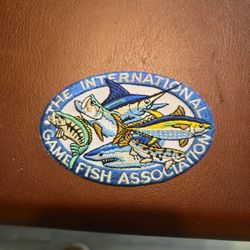 THE INTERNATIONAL
GAME FISH ASSOCIATION